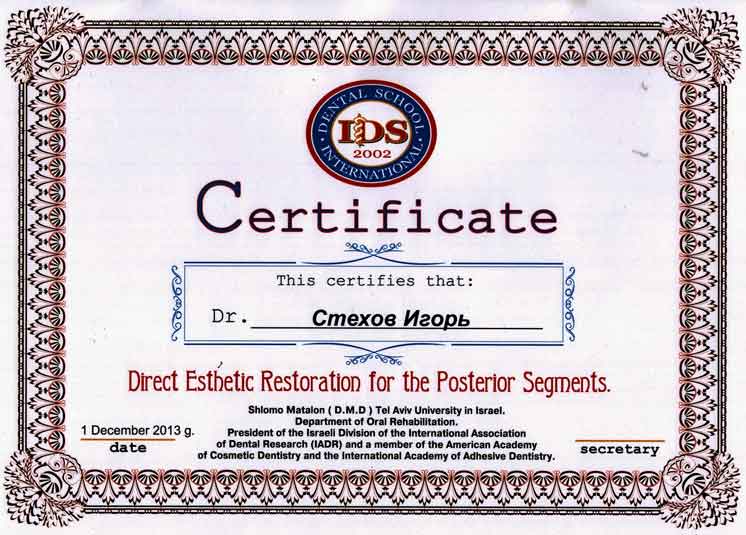 DENTAL SCHOOL
IDS
2002
INTERNATIONAL
Certificate
This certifies that:
Dr. Стехов Игорь
Direct Esthetic Restoration for the Posterior Segments.
Shlomo Matalon ( D.M.D ) Tel Aviv University in Israel.
Department of Oral Rehabilitation.
President of the Israeli Division of the International Association
of Dental Research (IADR) and a member of the American Academy
of Cosmetic Dentistry and the International Academy of Adhesive Dentistry.
1 December 2013 g.
date
secretary